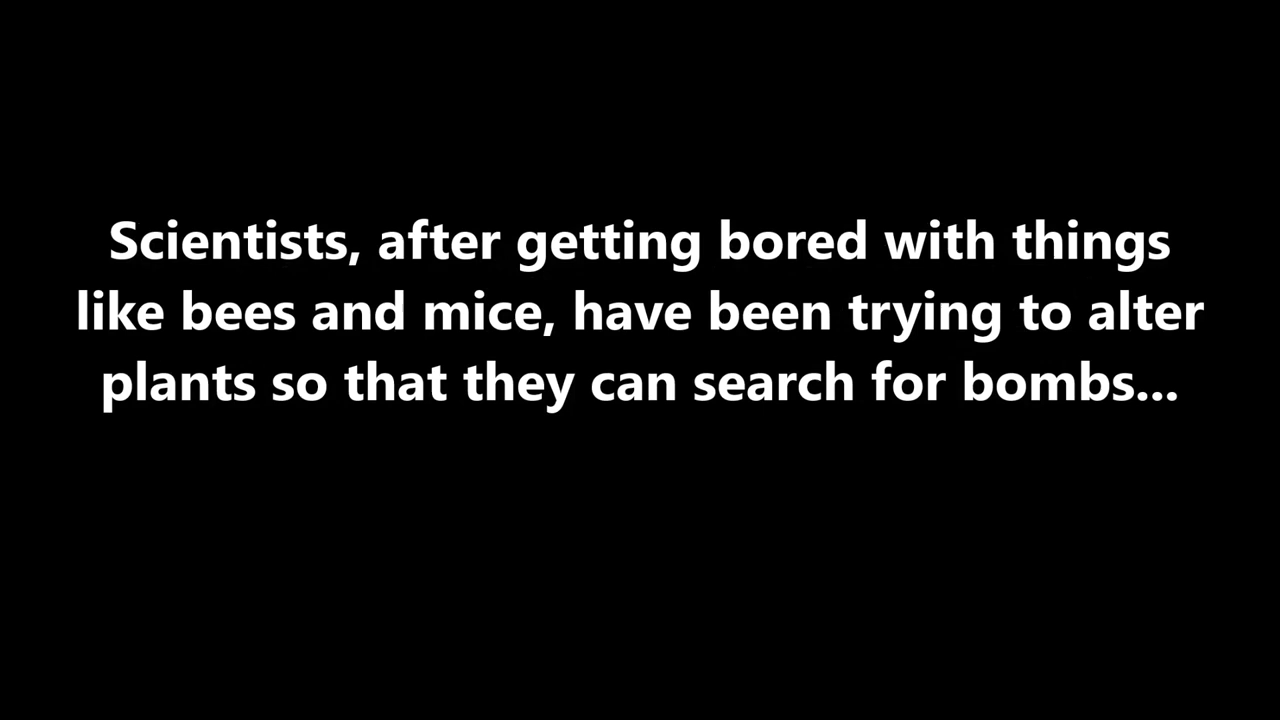 Scientists, after getting bored with things
like bees and mice, have been trying to alter
plants so that they can search for bombs...